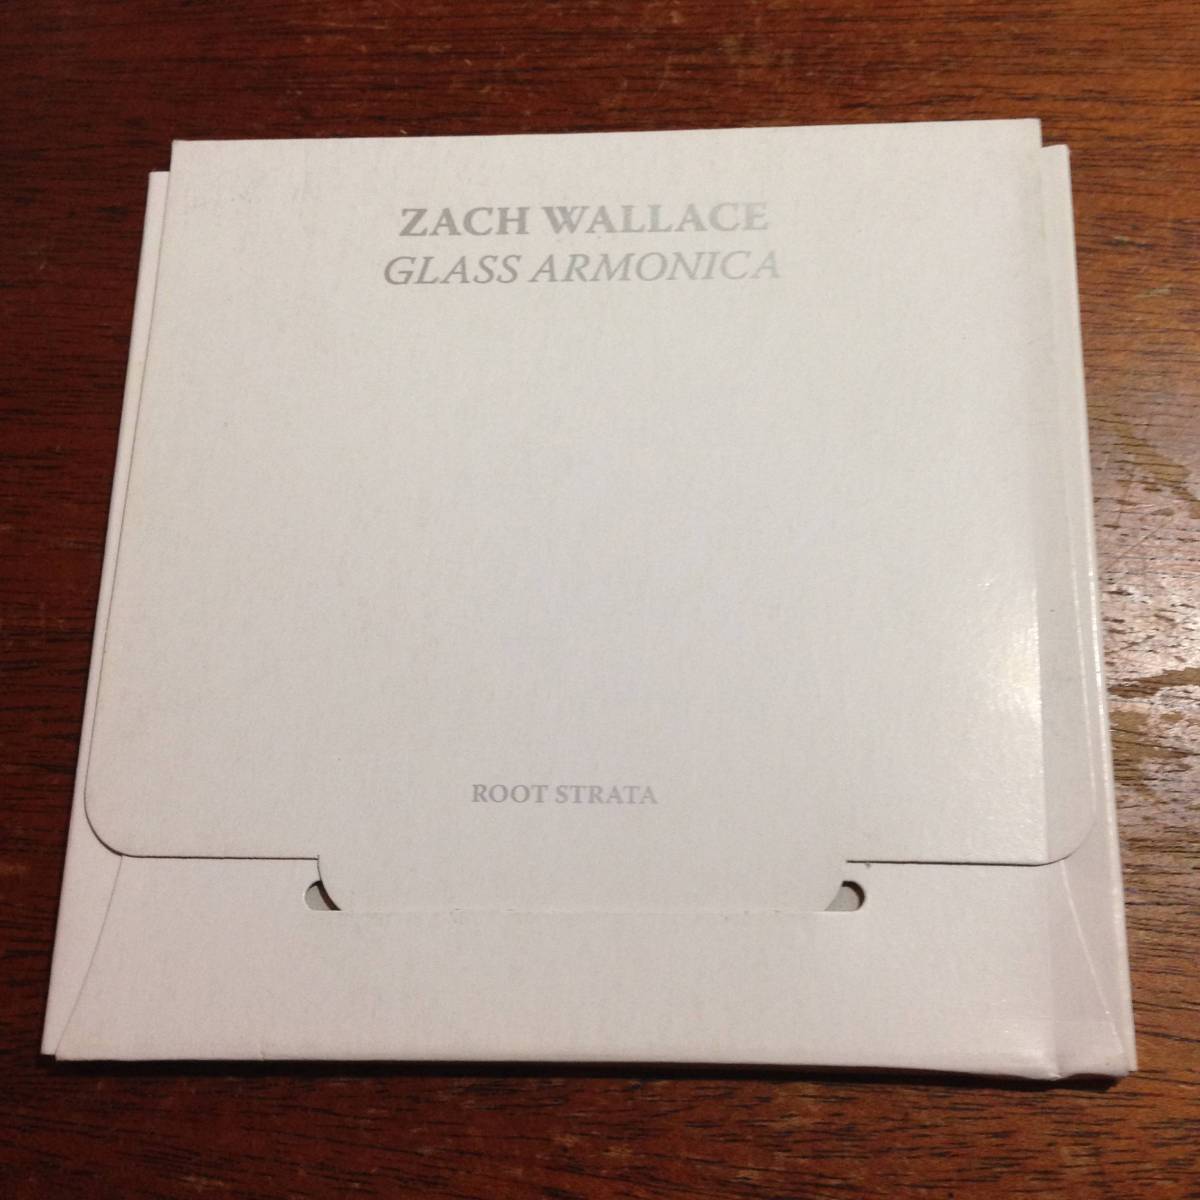 ZACH WALLACE
GLASS ARMONICA
ROOT STRATA